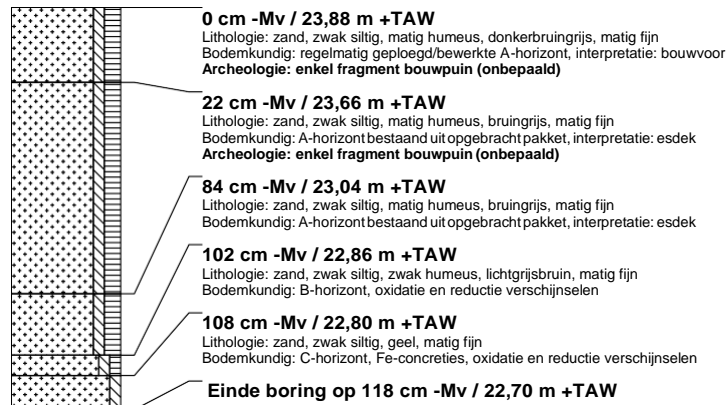 0 cm -Mv / 23,88 m +TAW
Lithologie: zand, zwak siltig, matig humeus, donkerbruingrijs, matig fijn
Bodemkundig: regelmatig geploegd/bewerkte A-horizont, interpretatie: bouwvoor
Archeologie: enkel fragment bouwpuin (onbepaald)
22 cm -Mv / 23,66 m +TAW
Lithologie: zand, zwak siltig, matig humeus, bruingrijs, matig fijn
Bodemkundig: A-horizont bestaand uit opgebracht pakket, interpretatie: esdek
Archeologie: enkel fragment bouwpuin (onbepaald)
84 cm -Mv / 23,04 m +TAW
Lithologie: zand, zwak siltig, matig humeus, bruingrijs, matig fijn
Bodemkundig: A-horizont bestaand uit opgebracht pakket, interpretatie: esdek
102 cm -Mv / 22,86 m +TAW
Lithologie: zand, zwak siltig, zwak humeus, lichtgrijsbruin, matig fijn
Bodemkundig: B-horizont, oxidatie en reductie verschijnselen
108 cm -Mv / 22,80 m +TAW
Lithologie: zand, zwak siltig, geel, matig fijn
Bodemkundig: C-horizont, Fe-concreties, oxidatie en reductie verschijnselen
Einde boring op 118 cm -Mv / 22,70 m +TAW